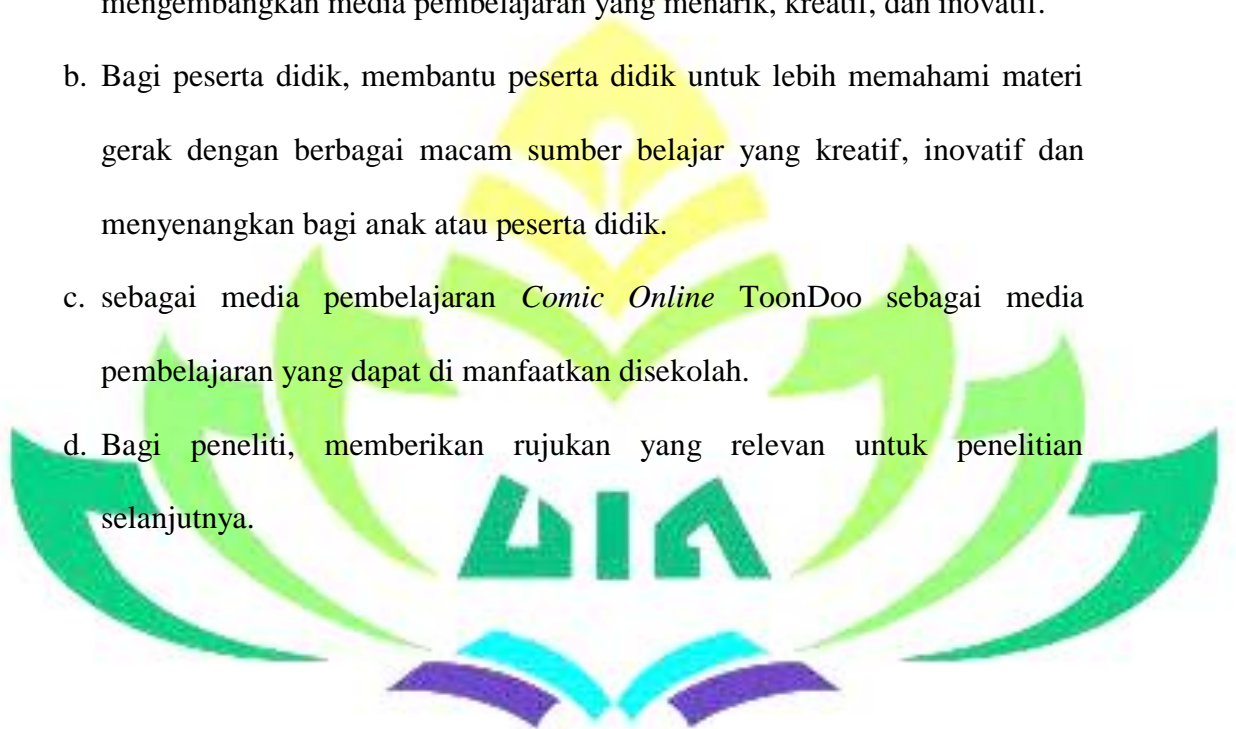 mengembangkan media pembelajaran yang menarik, kreatif, dan inovatif.
b. Bagi peserta didik, membantu peserta didik untuk lebih memahami materi
gerak dengan berbagai macam sumber belajar yang kreatif, inovatif dan
menyenangkan bagi anak atau peserta didik.
c. sebagai media pembelajaran Comic Online ToonDoo sebagai media
pembelajaran yang dapat di manfaatkan disekolah.
d. Bagi peneliti, memberikan rujukan yang relevan untuk penelitian
selanjutnya.